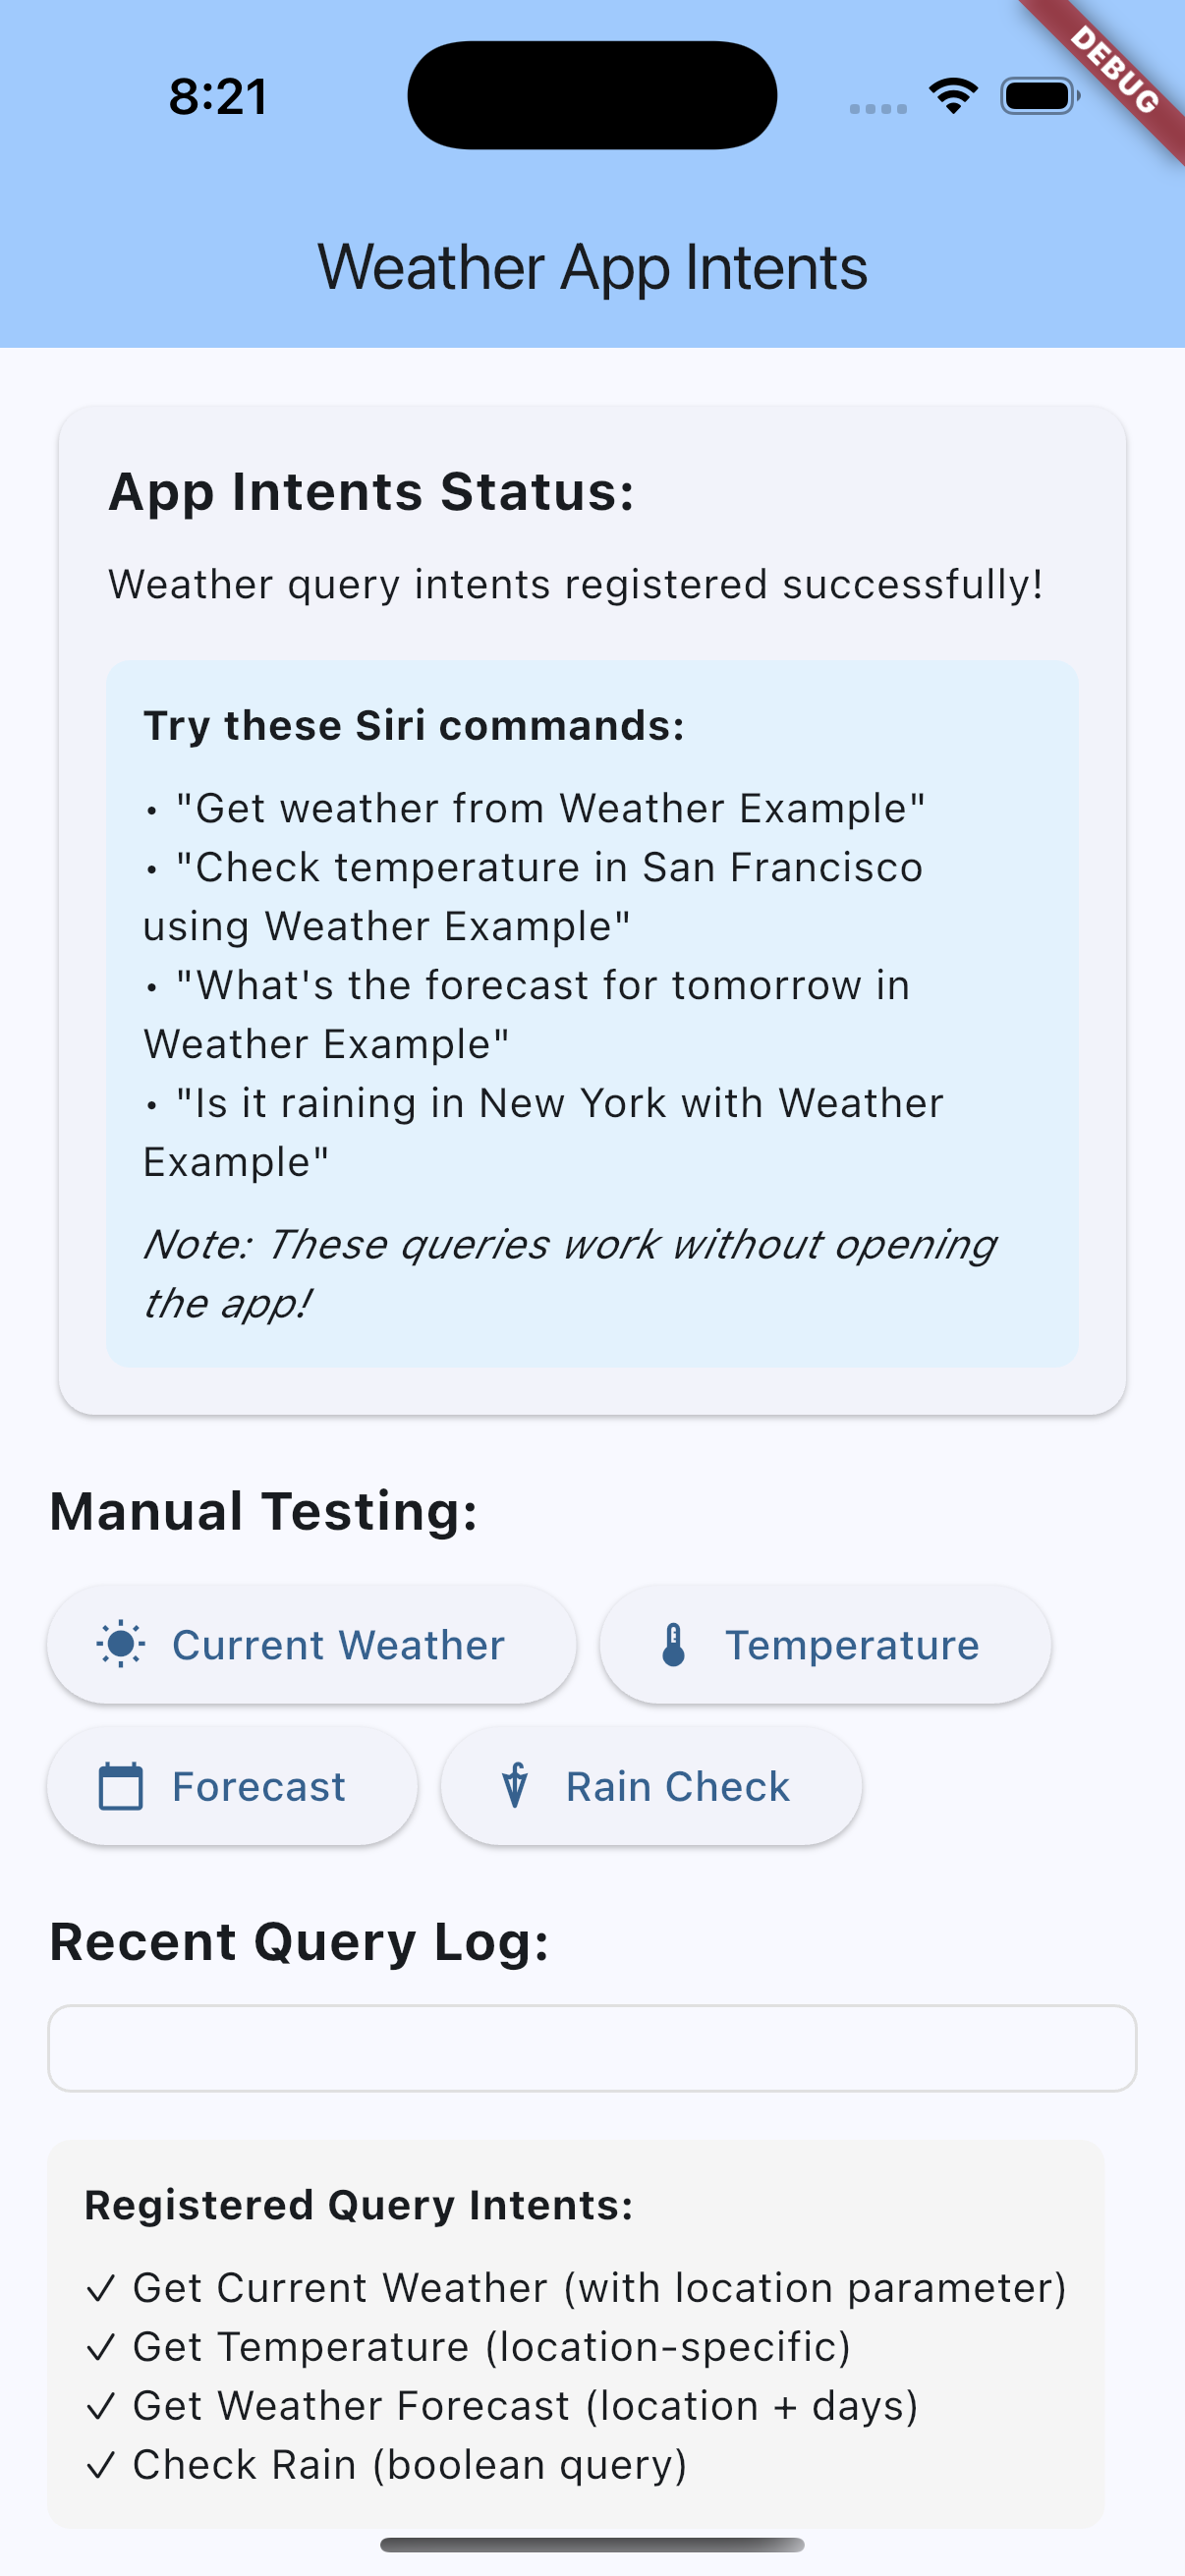 8:21
DEBUG
Weather App Intents
App Intents Status:
Weather query intents registered successfully!
Try these Siri commands:
• "Get weather from Weather Example"
• "Check temperature in San Francisco
using Weather Example"
• "What's the forecast for tomorrow in
Weather Example"
• "Is it raining in New York with Weather
Example"
Note: These queries work without opening
the app!
Manual Testing:
Current Weather
Temperature
Forecast
Rain Check
Recent Query Log:
Registered Query Intents:
✓ Get Current Weather (with location parameter)
✓ Get Temperature (location-specific)
✓ Get Weather Forecast (location + days)
✓ Check Rain (boolean query)